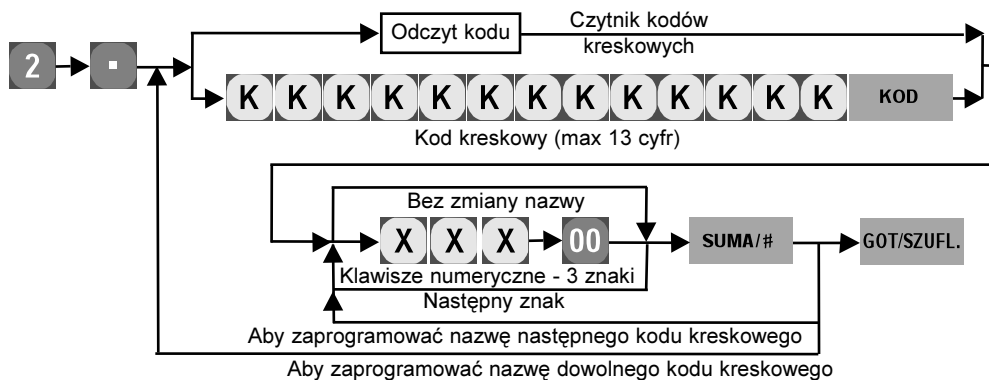 Odczyt kodu
Czytnik kodów
kreskowych
2 ▪
K K K K K K K K K K K K K KOD
Kod kreskowy (max 13 cyfr)
Bez zmiany nazwy
X X X 00 SUMA/# GOT/SZUFL.
Klawisze numeryczne - 3 znaki
Następny znak
Aby zaprogramować nazwę następnego kodu kreskowego
Aby zaprogramować nazwę dowolnego kodu kreskowego